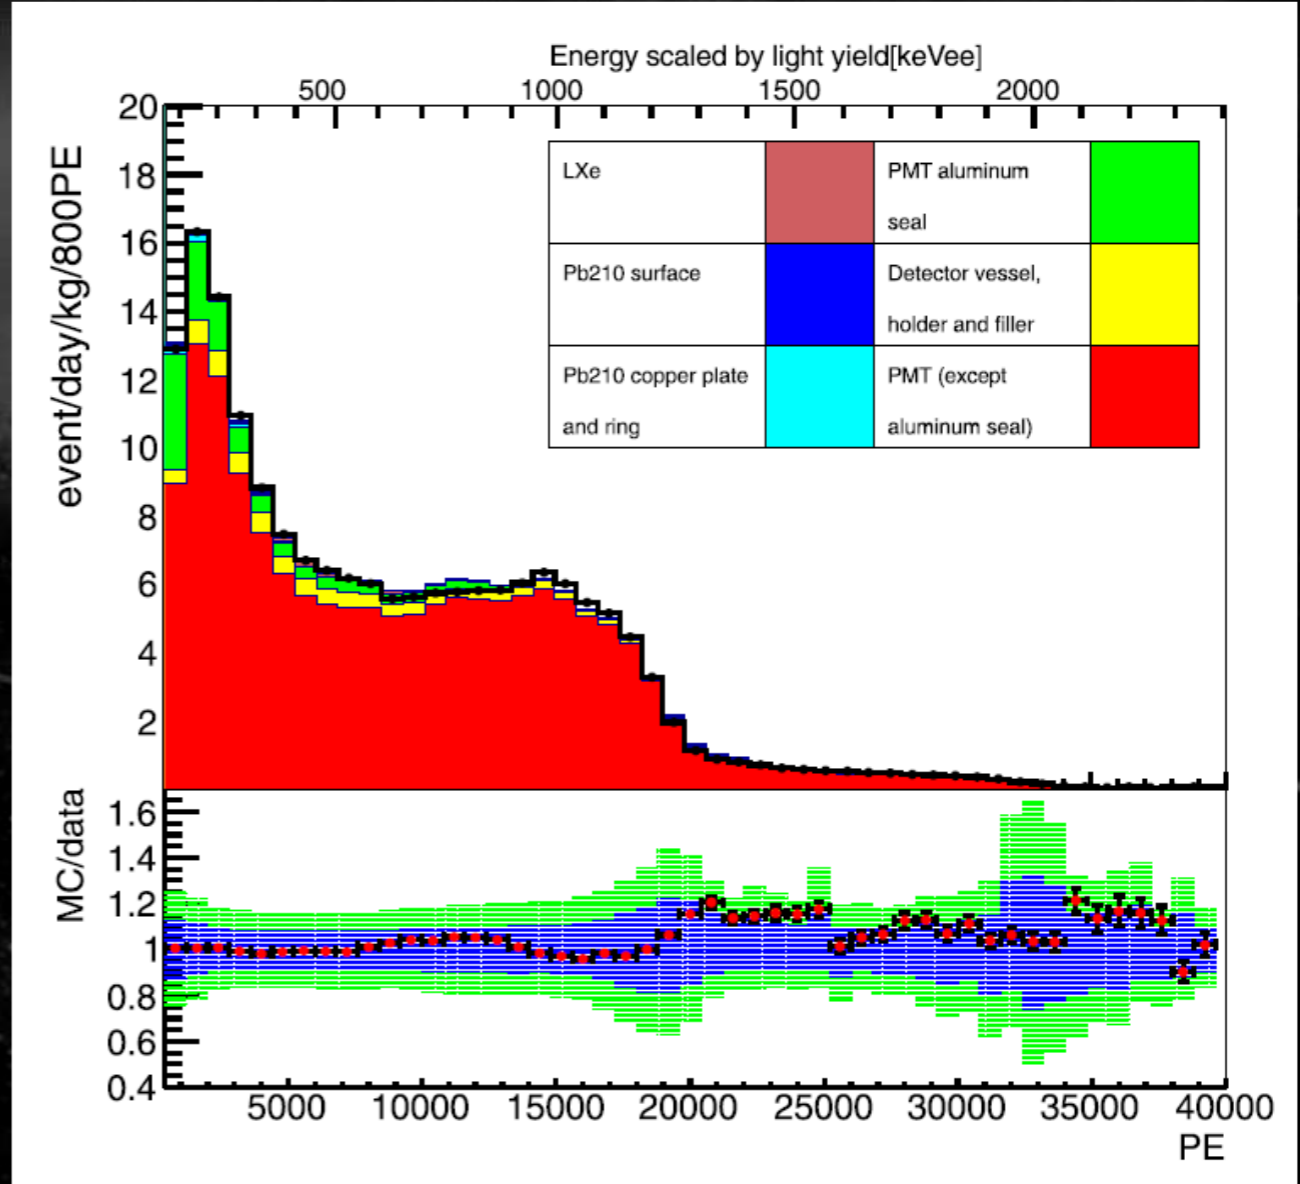 Energy scaled by light yield[keVee]
500 1000 1500 2000
20
18
16
14
12
10
8
6
4
2
event/day/kg/800PE
LXe
PMT aluminum
seal
Pb210 surface
Detector vessel,
holder and filler
Pb210 copper plate
and ring
PMT (except
aluminum seal)
MC/data
1.6
1.4
1.2
1
0.8
0.6
0.4
5000 10000 15000 20000 25000 30000 35000 40000
PE